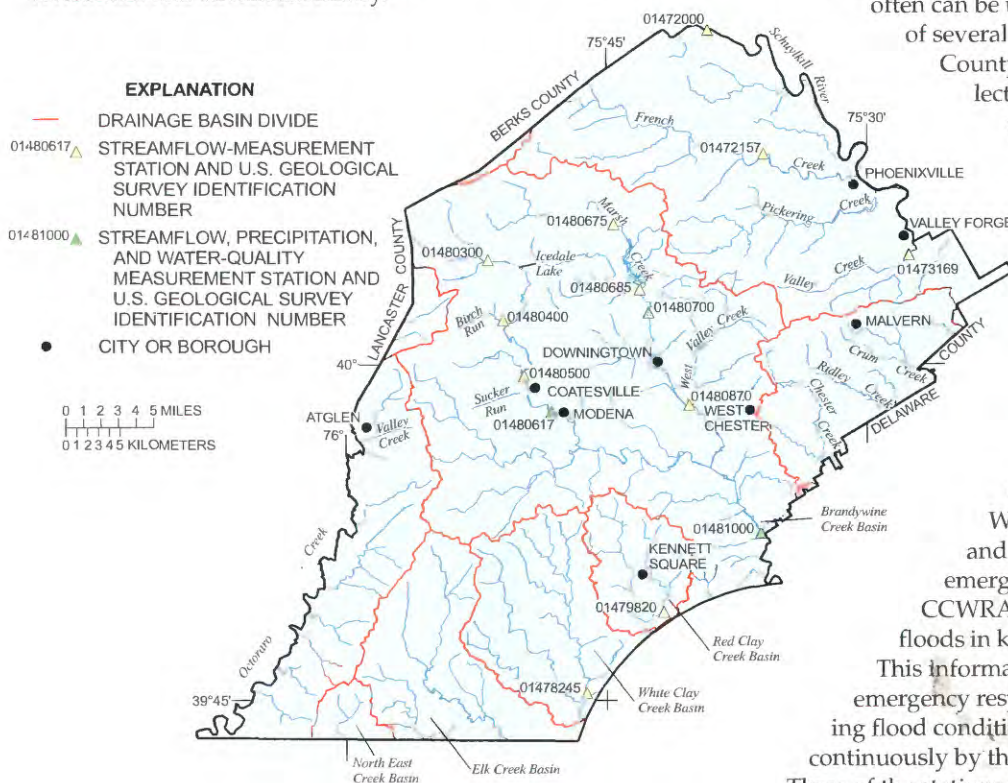 often can be
of several
County
lect
EXPLANATION
DRAINAGE BASIN DIVIDE
01480617
STREAMFLOW-MEASUREMENT
STATION AND U.S. GEOLOGICAL
SURVEY IDENTIFICATION
NUMBER
01481000
STREAMFLOW, PRECIPITATION,
AND WATER-QUALITY
MEASUREMENT STATION AND
U.S. GEOLOGICAL SURVEY
IDENTIFICATION NUMBER
CITY OR BOROUGH
0 1 2 3 4 5 MILES
0 1 2 3 4 5 KILOMETERS
01472000
75°45'
Schuylkill River
BERKS COUNTY
75°30'
French
01472157
Creek
PHOENIXVILLE
Creek
Pickering
VALLEY FORGE
Marsh
01480675
Creek
LANCASTER COUNTY
01480300
Icedale
Lake
01473169
Valley Creek
01480685
01480700
Birch
Run
01480400
Valley Creek
MALVERN
COUNTY
Crum
Creek
40°
DOWNINGTOWN
West
Ridley
Creek
01480500
COATESVILLE
Sucker
Run
01480870
Chester
Creek
DELAWARE
ATGLEN
01480617
MODENA
WEST
CHESTER
76°
Valley
Creek
Brandywine
Creek Basin
01481000
Creek
KENNETT
SQUARE
01479820
Red Clay
Creek Basin
Octoraro
01478245
39°45'
White Clay
Creek Basin
North East
Creek Basin
Elk Creek Basin
W
and
emerg
CCWRA
floods in k
This informa
emergency res
ing flood conditi
continuously by th